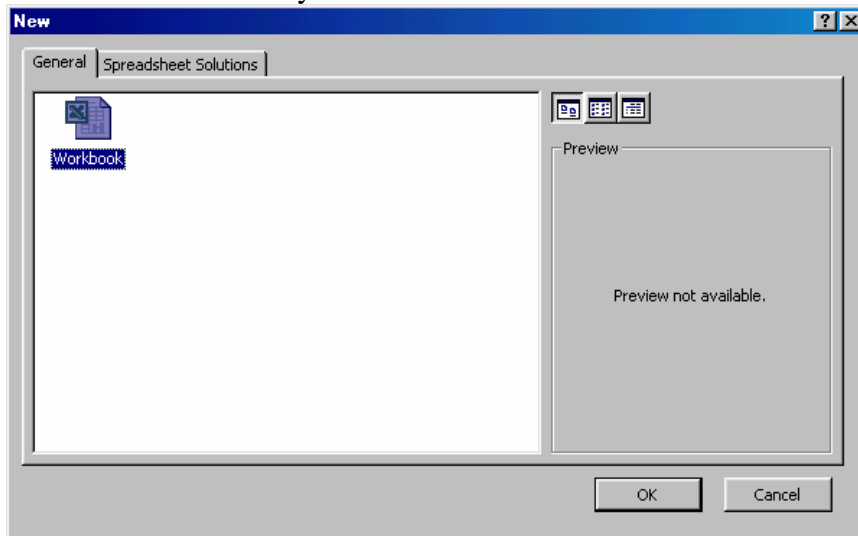 New
General
Spreadsheet Solutions
Workbook
Preview
Preview not available.
OK
Cancel